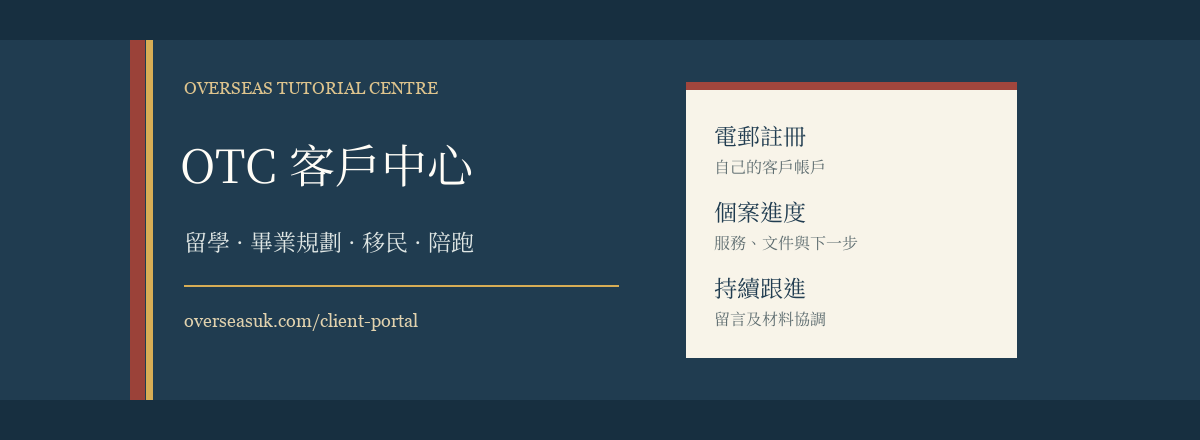 OVERSEAS TUTORIAL CENTRE
OTC 客戶中心
留學 · 畢業規劃 · 移民 · 陪跑
overseasuk.com/client-portal
電郵註冊
自己的客戶帳戶
個案進度
服務、文件與下一步
持續跟進
留言及材料協調